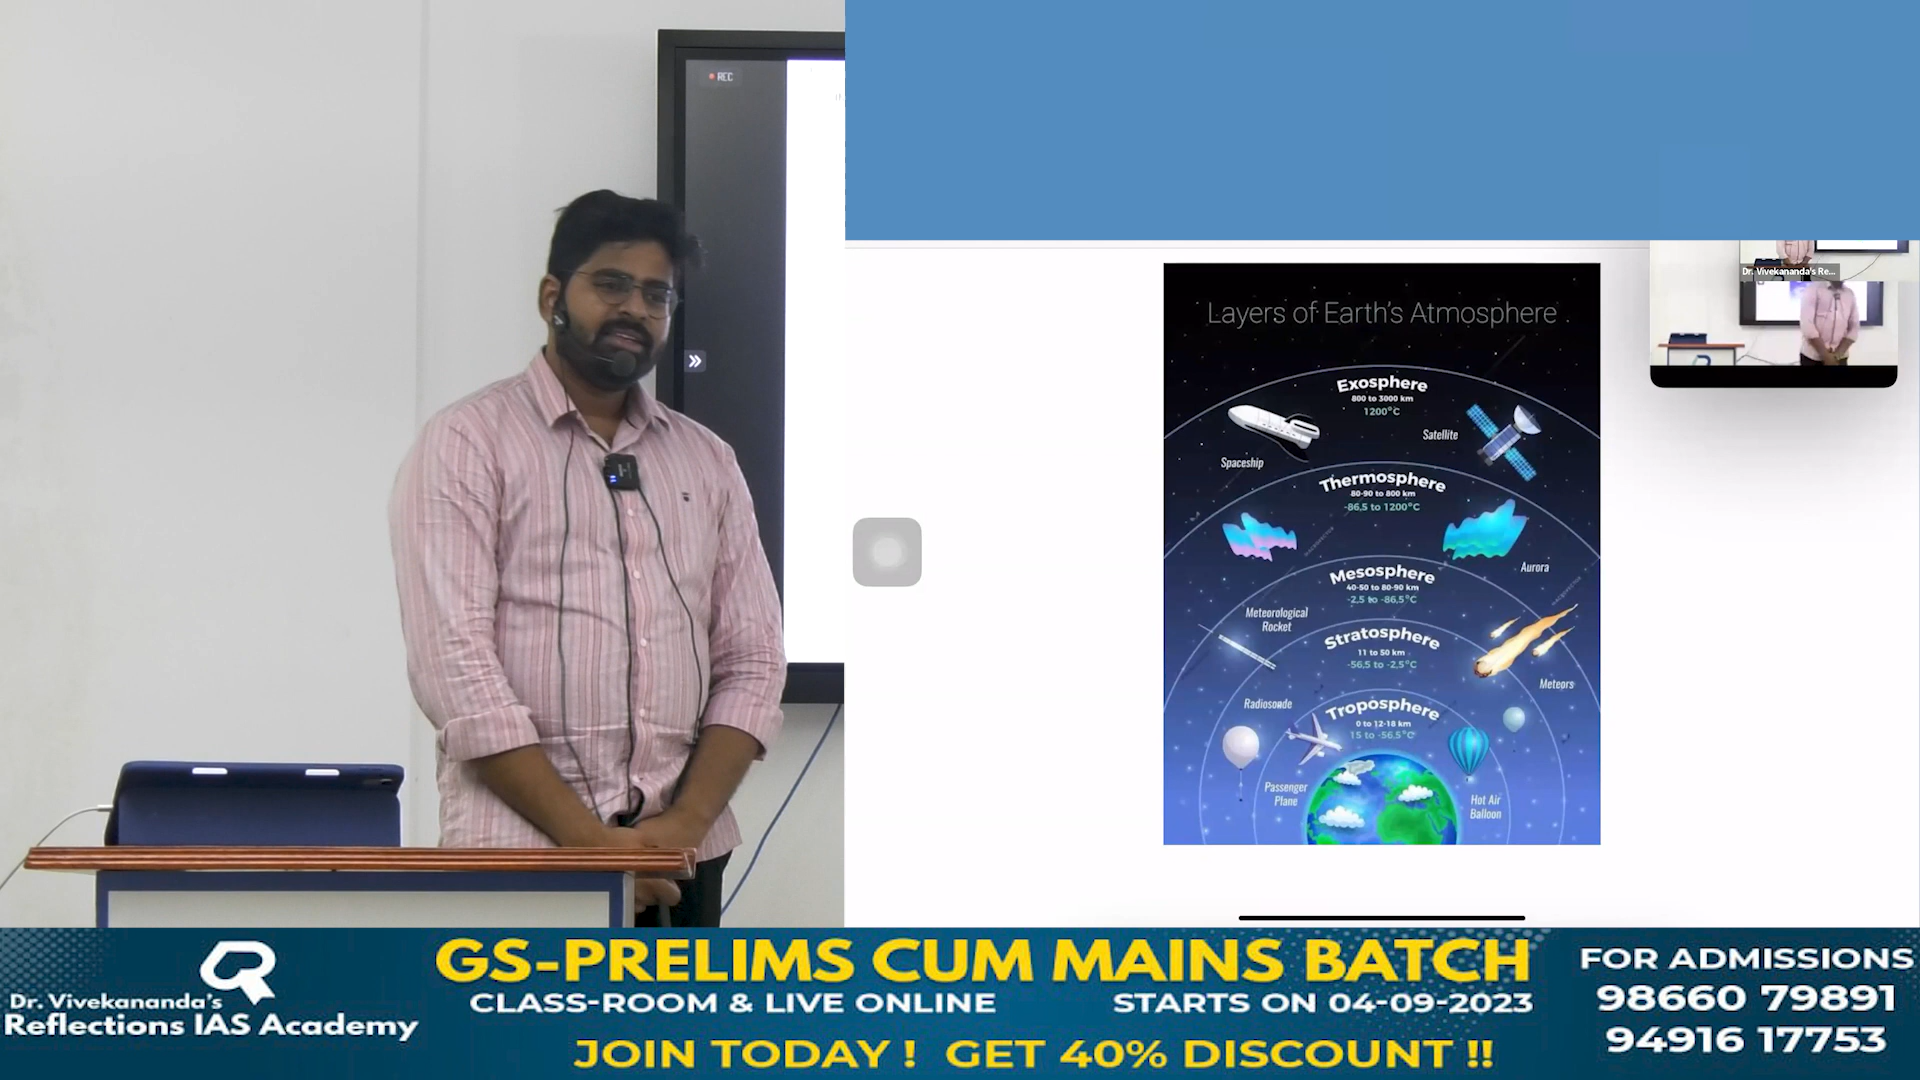 REC
Dr. Vivekananda's Re...
Layers of Earth's Atmosphere
Exosphere
800 to 3000 km
1200°C
Satellite
Spaceship
Thermosphere
80-90 to 800 km
-86,5 to 1200°C
Aurora
Mesosphere
40-50 to 80-90 km
-2,5 to -86,5°C
Meteorological
Rocket
Stratosphere
11 to 50 km
-56,5 to -2,5°C
Meteors
Radiosonde
Troposphere
0 to 12-18 km
15 to -56,5°C
Passenger
Plane
Hot Air
Balloon
Dr. Vivekananda's
Reflections IAS Academy
GS-PRELIMS CUM MAINS BATCH
CLASS-ROOM & LIVE ONLINE STARTS ON 04-09-2023
JOIN TODAY ! GET 40% DISCOUNT !!
FOR ADMISSIONS
98660 79891
94916 17753